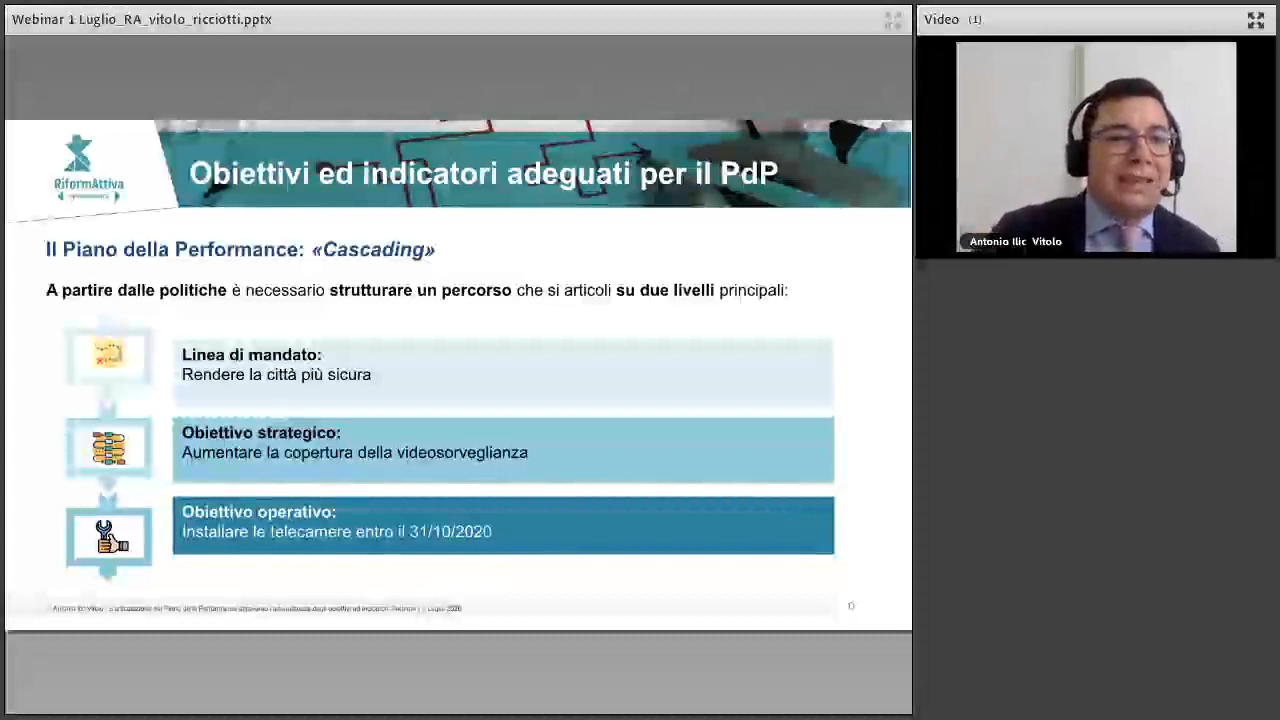 Webinar 1 Luglio_RA_vitolo_ricciotti.pptx
Video (1)
RiformAttiva
Obiettivi ed indicatori adeguati per il PdP
Antonio Ilic Vitolo
Il Piano della Performance: «Cascading»
A partire dalle politiche è necessario strutturare un percorso che si articoli su due livelli principali:
Linea di mandato:
Rendere la città più sicura
Obiettivo strategico:
Aumentare la copertura della videosorveglianza
Obiettivo operativo:
Installare le telecamere entro il 31/10/2020